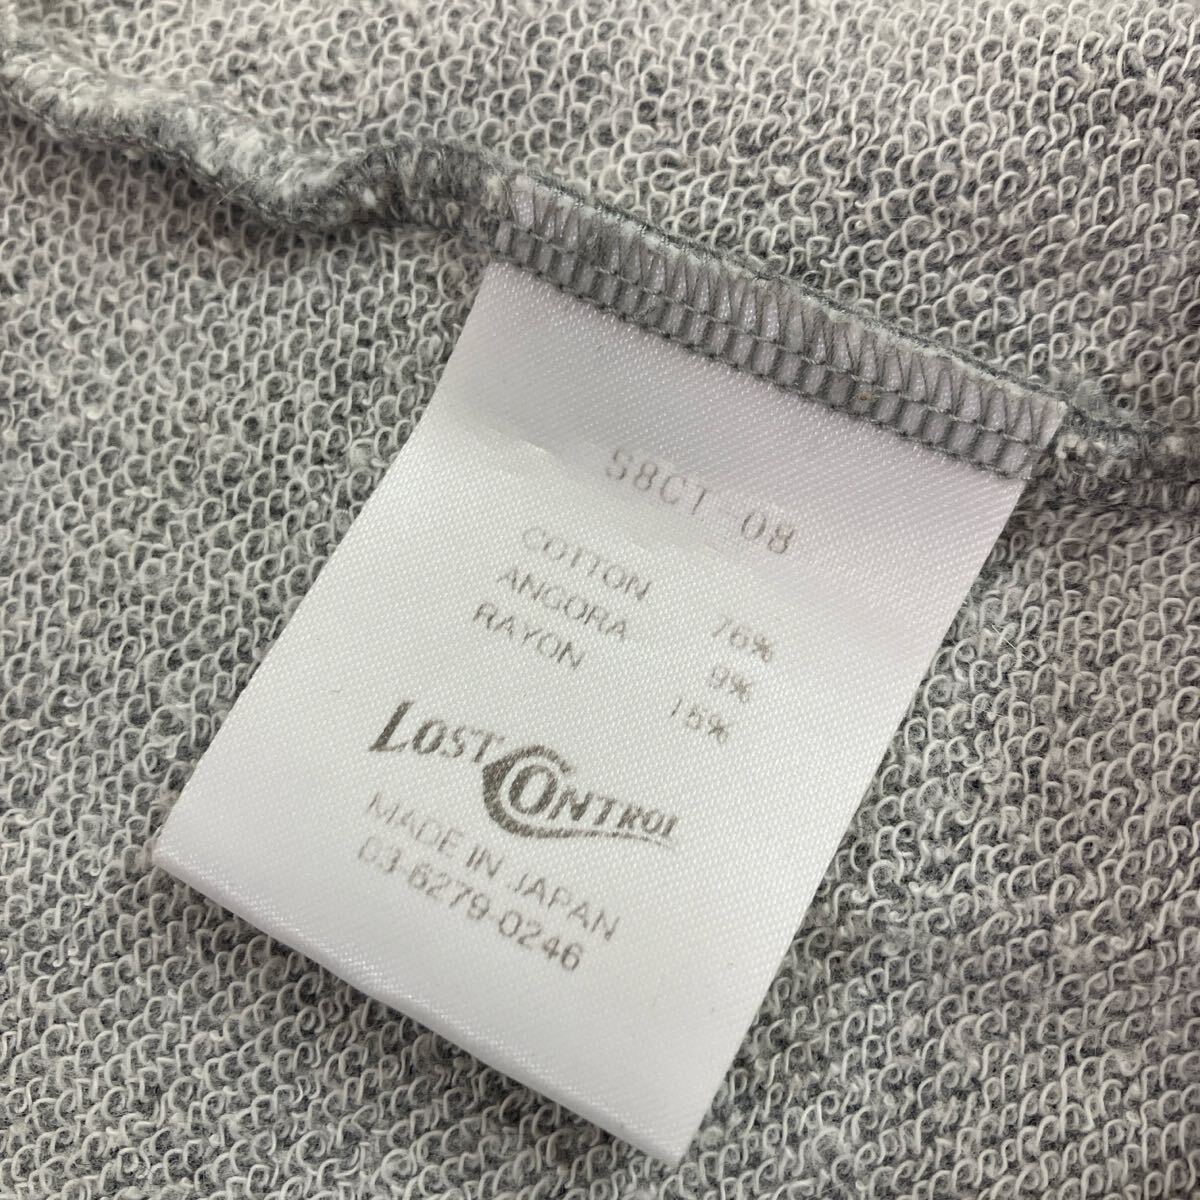 S8CT-08
COTTON 76%
ANGORA 9%
RAYON 15%
LOST CONTROL
MADE IN JAPAN
03-6279-0246